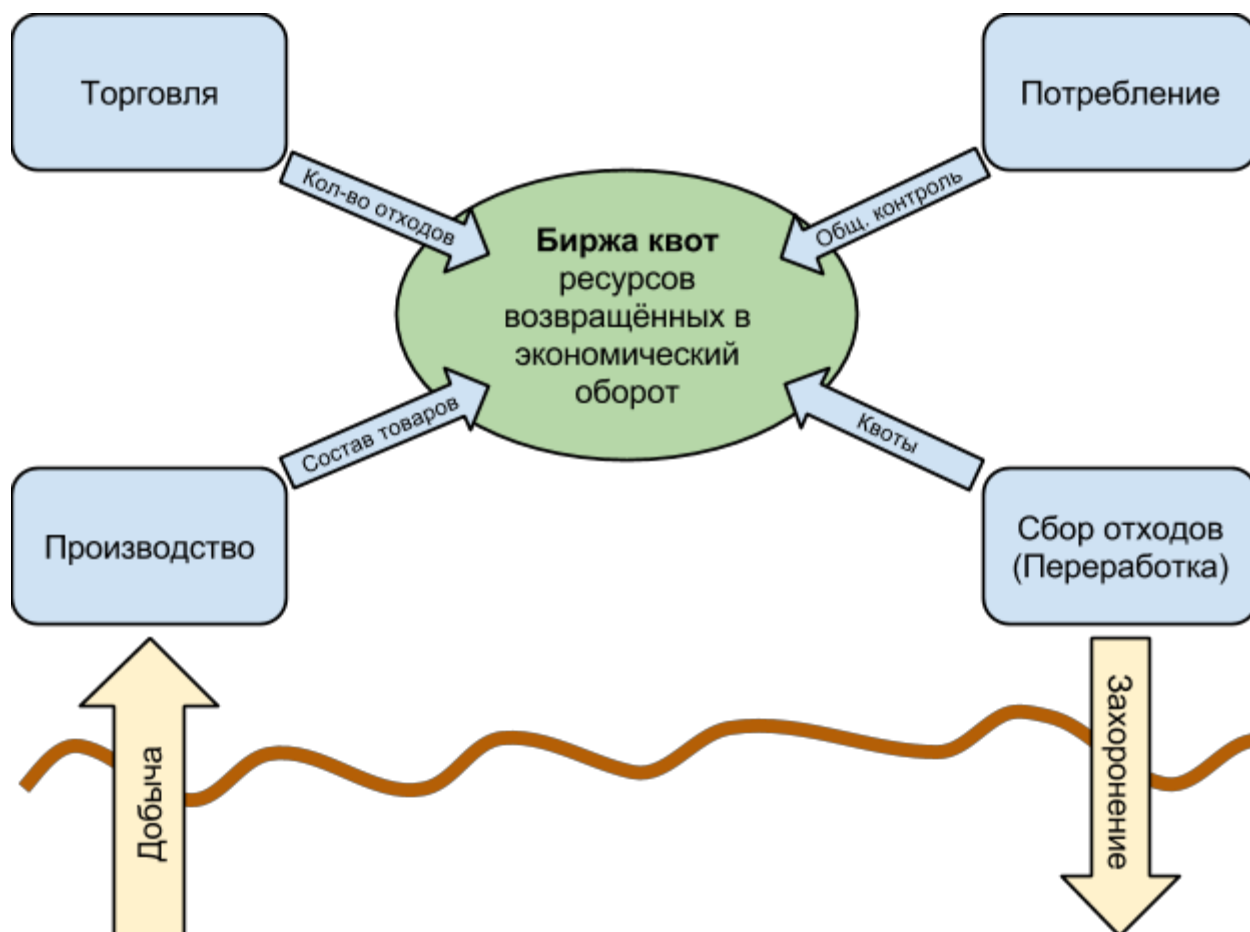 Торговля
Потребление
Кол-во отходов
Общ. контроль
Биржа квот
ресурсов
возвращённых в
экономический
оборот
Состав товаров
Квоты
Производство
Сбор отходов
(Переработка)
Добыча
Захоронение